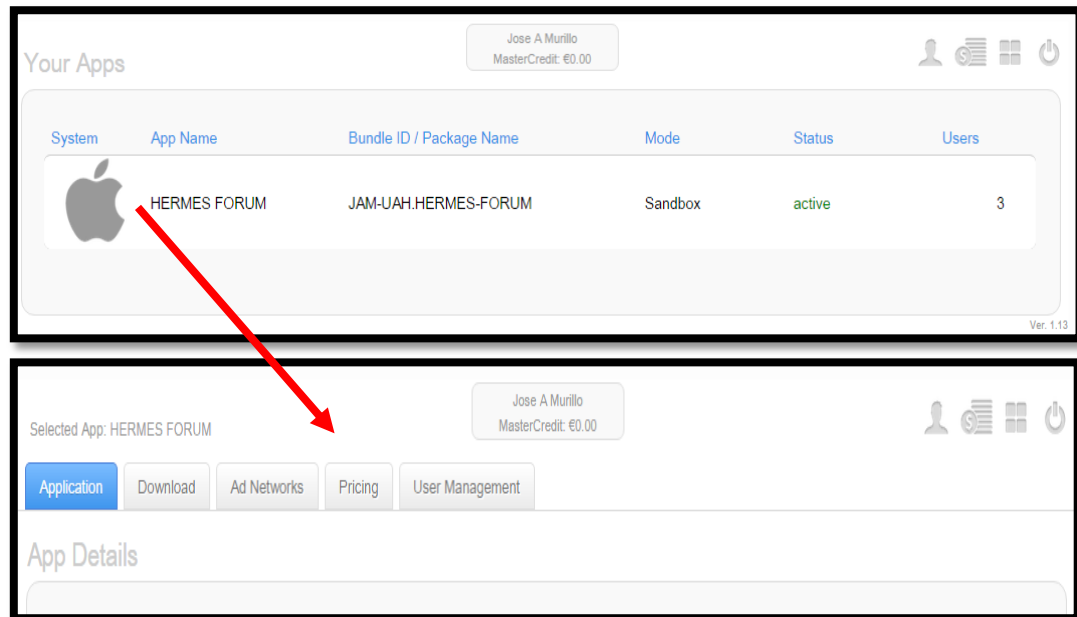 Jose A Murillo
MasterCredit: €0.00
Your Apps
System App Name Bundle ID / Package Name Mode Status Users
HERMES FORUM JAM-UAH.HERMES-FORUM Sandbox active 3
Ver. 1.13
Jose A Murillo
MasterCredit: €0.00
Selected App: HERMES FORUM
Application Download Ad Networks Pricing User Management
App Details